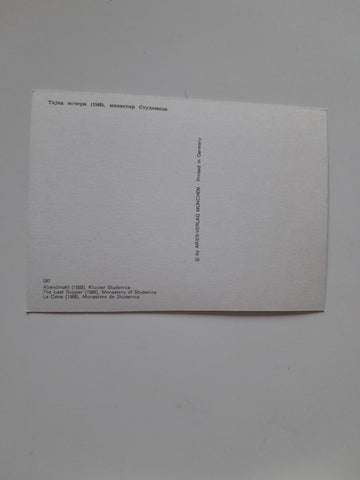 Тајна вечера (1568), манастир Студеница
© by ARIES-VERLAG MÜNCHEN Printed in Germany
587
Abendmahl (1568), Kloster Studenica
The Last Supper (1568), Monastery of Studenica
La Cène (1568), Monastère de Studenica